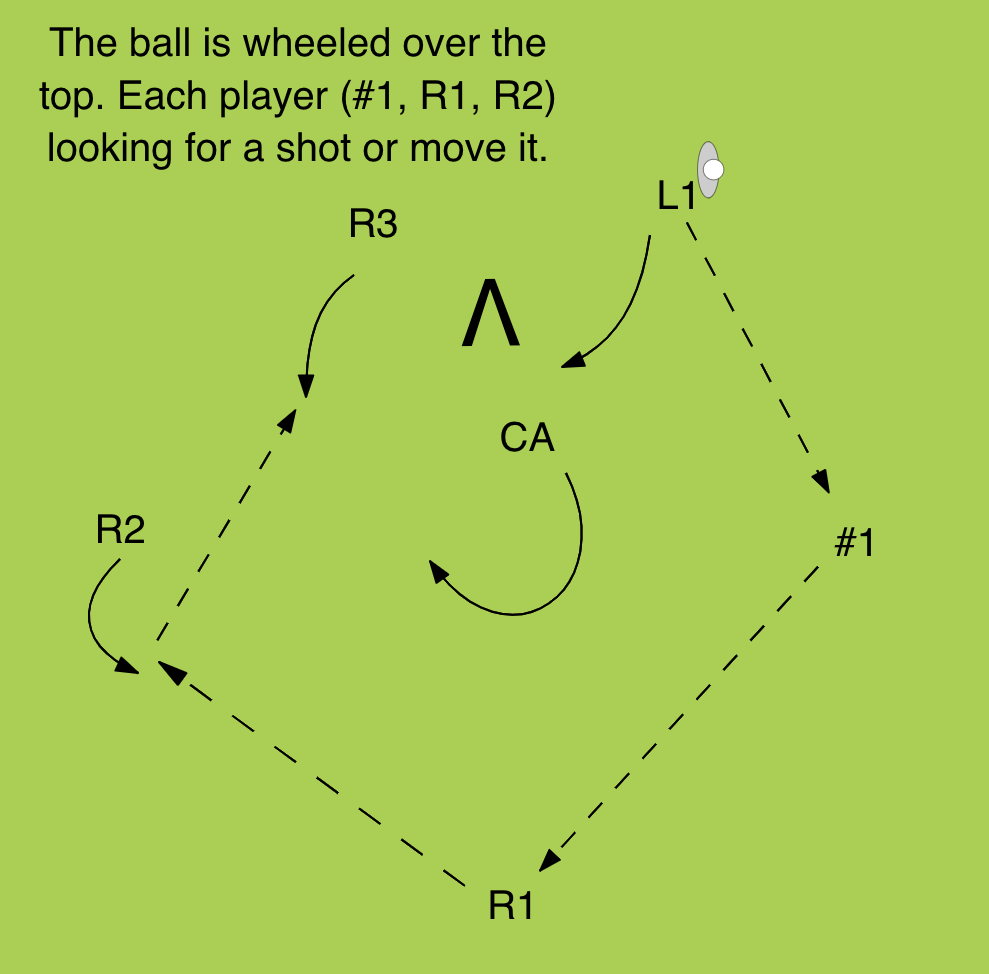 The ball is wheeled over the
top. Each player (#1, R1, R2)
looking for a shot or move it.
L1
R3
Λ
CA
R2
#1
R1